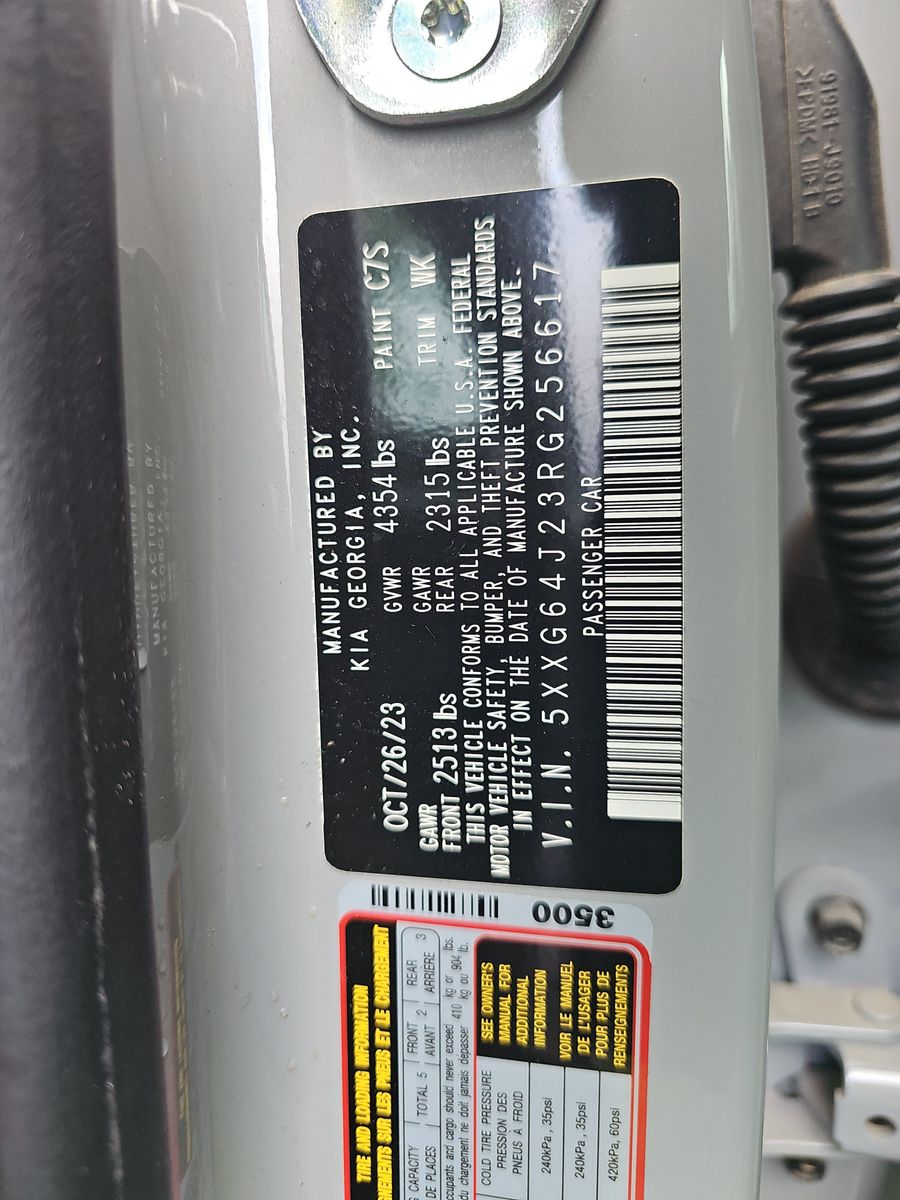 MANUFACTURED BY
KIA GEORGIA, INC.
OCT/26/23 GVWR 4354 lbs PAINT C7S
GAWR FRONT 2513 lbs GAWR REAR 2315 lbs TRIM WK
THIS VEHICLE CONFORMS TO ALL APPLICABLE U.S.A. FEDERAL
MOTOR VEHICLE SAFETY, BUMPER, AND THEFT PREVENTION STANDARDS
IN EFFECT ON THE DATE OF MANUFACTURE SHOWN ABOVE.
V.I.N. 5XXG64J23RG256617
PASSENGER CAR
3500
TIRE AND LOADING INFORMATION
SUR LES PNEUS ET LE CHARGEMENT
CAPACITY TOTAL 5 FRONT 2 REAR 3
DE PLACES AVANT 2 ARRIÈRE 3
and cargo should never exceed 410 kg or lbs.
du chargement ne doit jamais dépasser 410 kg ou 904 lb.
COLD TIRE PRESSURE
PRESSION DES
PNEUS À FROID
240kPa, 35psi
240kPa, 35psi
420kPa, 60psi
SEE OWNER'S
MANUAL FOR
ADDITIONAL
INFORMATION
VOIR LE MANUEL
DE L'USAGER
POUR PLUS DE
RENSEIGNEMENTS
>EPDM<